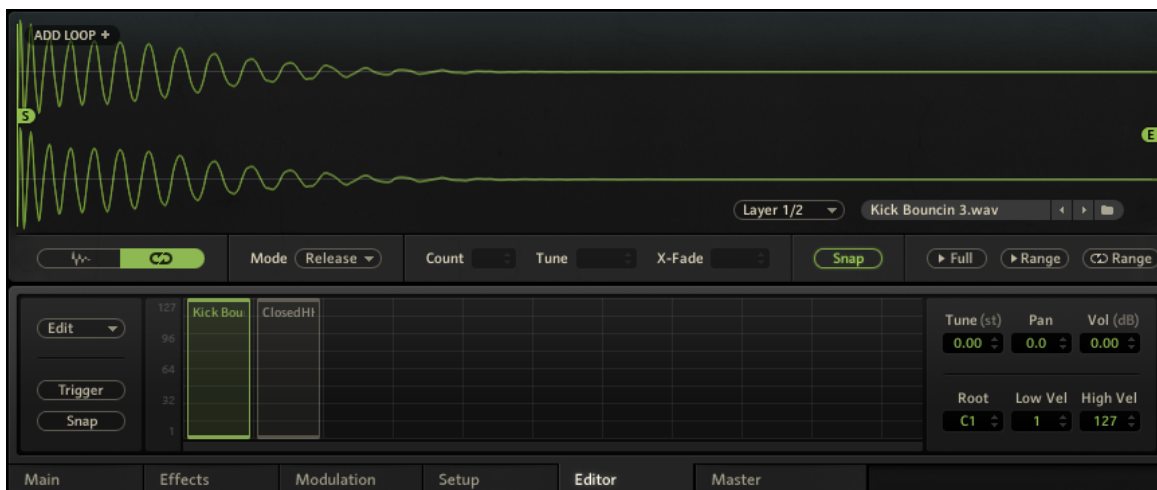 ADD LOOP +
S
E
Layer 1/2
Kick Bouncin 3.wav
Mode Release
Count
Tune
X-Fade
Snap
Full
Range
Range
Edit
Trigger
Snap
127
96
64
32
1
Kick Bou
ClosedHH
Tune (st) Pan Vol (dB)
0.00 0.0 0.00
Root Low Vel High Vel
C1 1 127
Main Effects Modulation Setup Editor Master